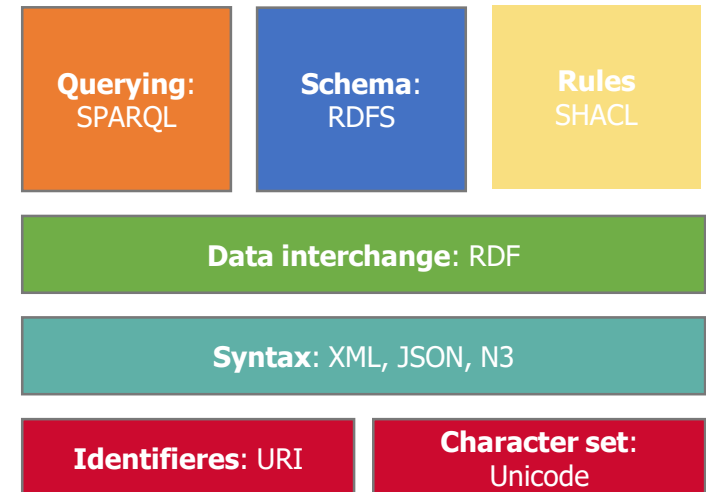 Querying:
SPARQL
Schema:
RDFS
Rules
SHACL
Data interchange: RDF
Syntax: XML, JSON, N3
Identifieres: URI
Character set:
Unicode